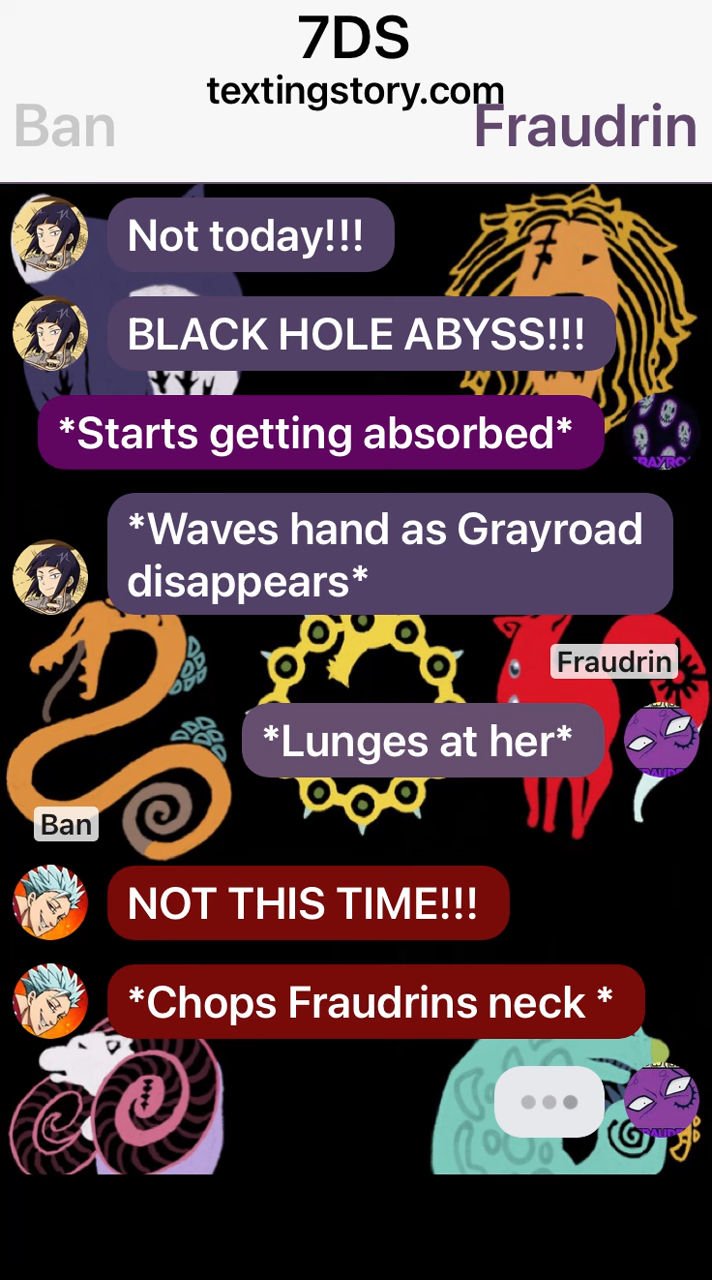 7DS
textingstory.com
Ban
Fraudrin
Not today!!!
BLACK HOLE ABYSS!!!
*Starts getting absorbed*
*Waves hand as Grayroad
disappears*
Fraudrin
*Lunges at her*
Ban
NOT THIS TIME!!!
*Chops Fraudrins neck *